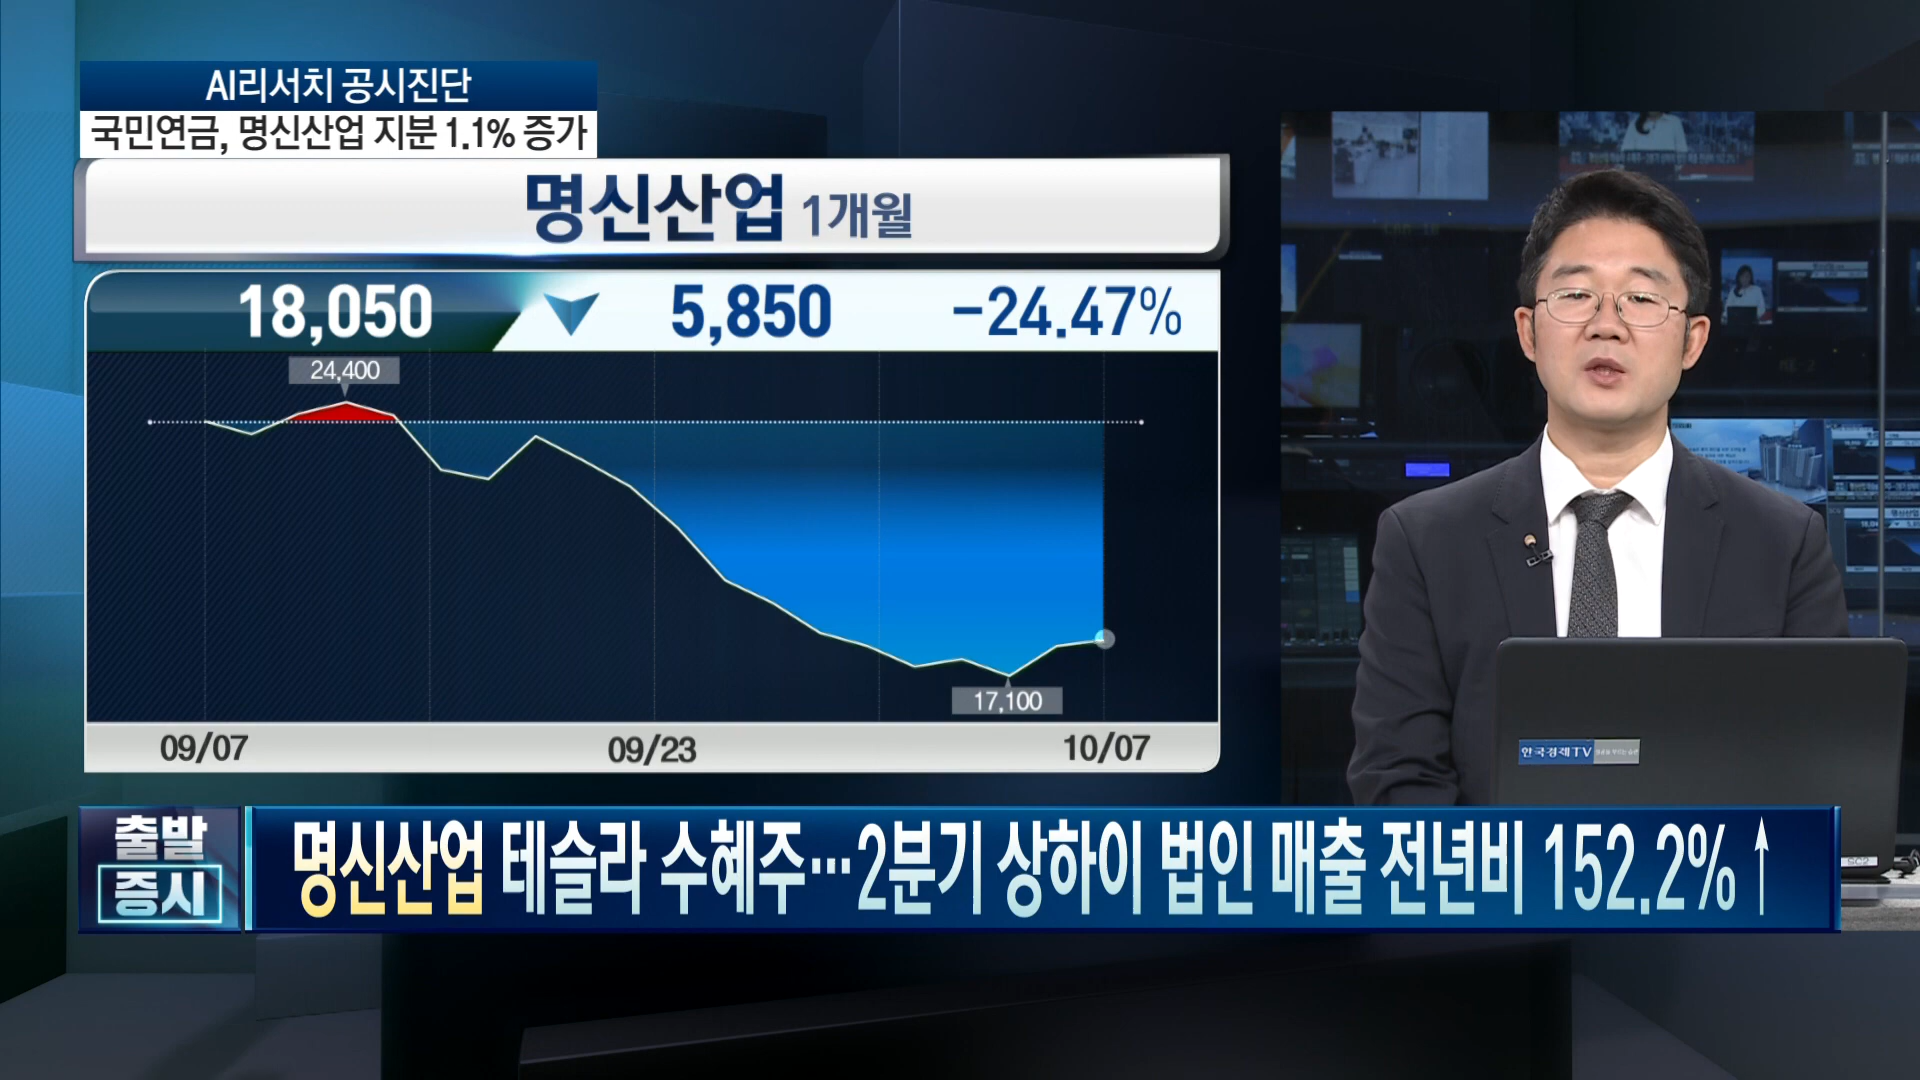 AI리서치 공시진단
국민연금, 명신산업 지분 1.1% 증가
명신산업 1개월
18,050 ▼ 5,850 -24.47%
24,400
17,100
09/07 09/23 10/07
한국경제TV
출발
증시
명신산업 테슬라 수혜주…2분기 상하이 법인 매출 전년비 152.2%↑